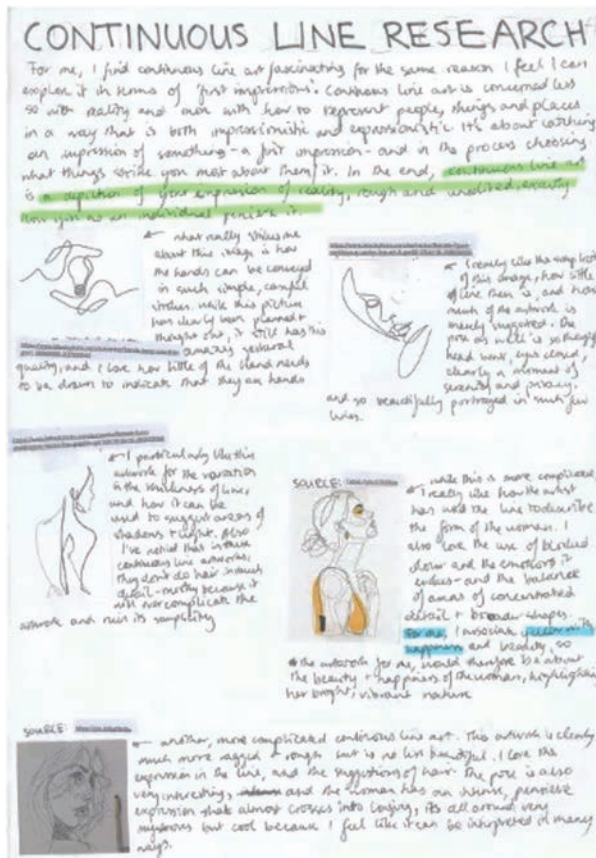 CONTINUOUS LINE RESEARCH
For me, I find continuous line art fascinating for the same reason I feel I can
explain it in terms of 'first impressions'. Continuous line art is concerned less
so with reality and more with how to represent people, things and places
in a way that is both impressionistic and expressionistic. It's about catching
an impression of something - a first impression - and in the process choosing
what things strike you most about them/it. In the end, continuous line art
is a depiction of your expression of reality, rough and unedited, exactly
how you as an individual perceive it.
what really strikes me
about this image is how
the hands can be conveyed
in such simple, careful
strokes. While this picture
has clearly been planned +
thought out, it still has this
amazing gestural
quality, and I love how little of the hand needs
to be drawn to indicate that they are hands
I really like the simplicity
of this image, how little
of line there is, and how
much of the artwork is
merely suggested. The
pose as well is so
head bent, eyes closed,
clearly a moment of
serenity and privacy.
and so beautifully portrayed in such few
lines.
I particularly like this
artwork for the variation
in the thickness of line,
and how it can be
used to suggest areas of
shadows + light. Also
I've noticed that in these
continuous line artworks,
they don't do hair in much
detail - mostly because it
will over complicate the
artwork and ruin its simplicity
SOURCE:
while this is more complicated,
I really like how the artist
has used the line to describe
the form of the woman. I
also love the use of blocked
colour and the emotions it
evokes - and the balance
of areas of concentrated
detail + broader shapes.
For me, I associate yellow with
happiness and beauty, so
the artwork for me, would therefore be about
the beauty + happiness of the woman, highlighting
her bright, vibrant nature
SOURCE:
another, more complicated continuous line art. This artwork is clearly
much more ragged + rough but is no less beautiful. I love the
expression in the line, and the suggestions of hair. The pose is also
very interesting, and the woman has an intense, pensive
expression that almost crosses into longing, its all around very
mysterious but cool because I feel like it can be interpreted in many
ways.